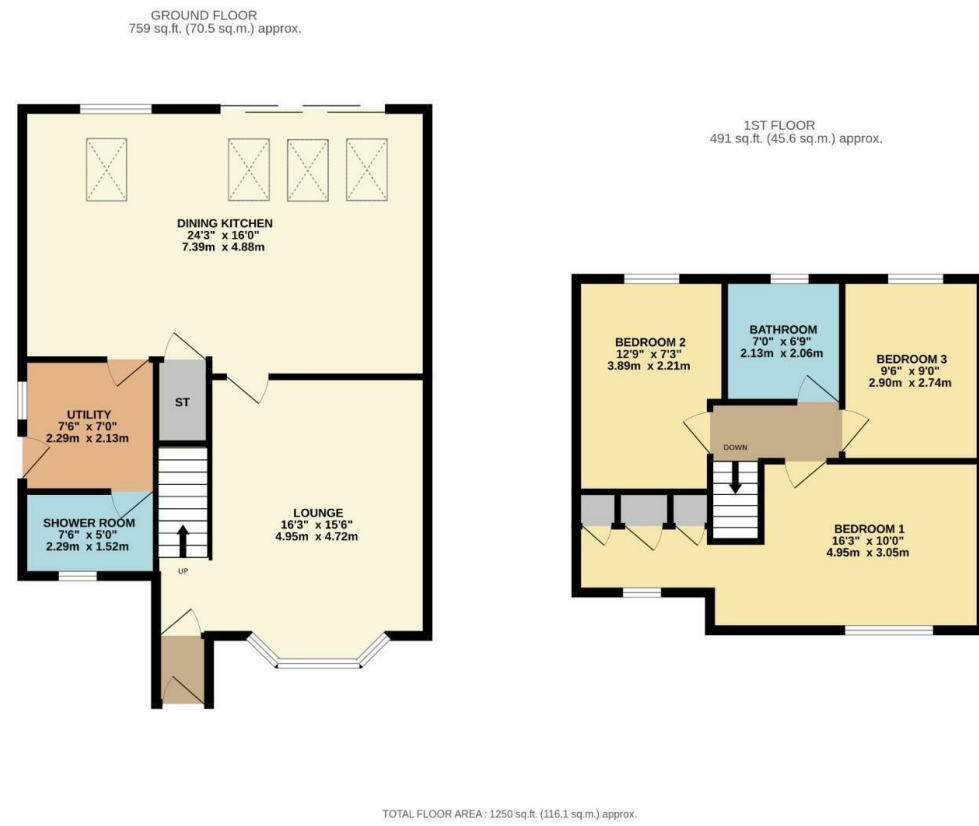 GROUND FLOOR
759 sq.ft. (70.5 sq.m.) approx.
DINING KITCHEN
24'3" x 16'0"
7.39m x 4.88m
UTILITY
7'6" x 7'0"
2.29m x 2.13m
ST
SHOWER ROOM
7'6" x 5'0"
2.29m x 1.52m
UP
LOUNGE
16'3" x 15'6"
4.95m x 4.72m
1ST FLOOR
491 sq.ft. (45.6 sq.m.) approx.
BEDROOM 2
12'9" x 7'3"
3.89m x 2.21m
BATHROOM
7'0" x 6'9"
2.13m x 2.06m
BEDROOM 3
9'6" x 9'0"
2.90m x 2.74m
DOWN
BEDROOM 1
16'3" x 10'0"
4.95m x 3.05m
TOTAL FLOOR AREA : 1250 sq.ft. (116.1 sq.m.) approx.